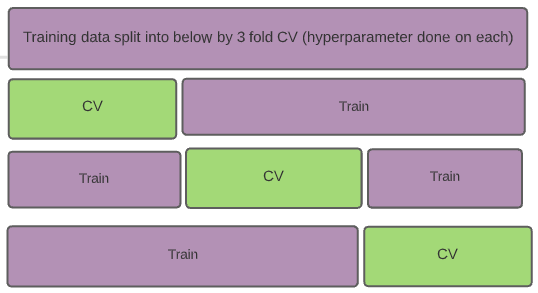 Training data split into below by 3 fold CV (hyperparameter done on each)
CV
Train
Train
CV
Train
Train
CV